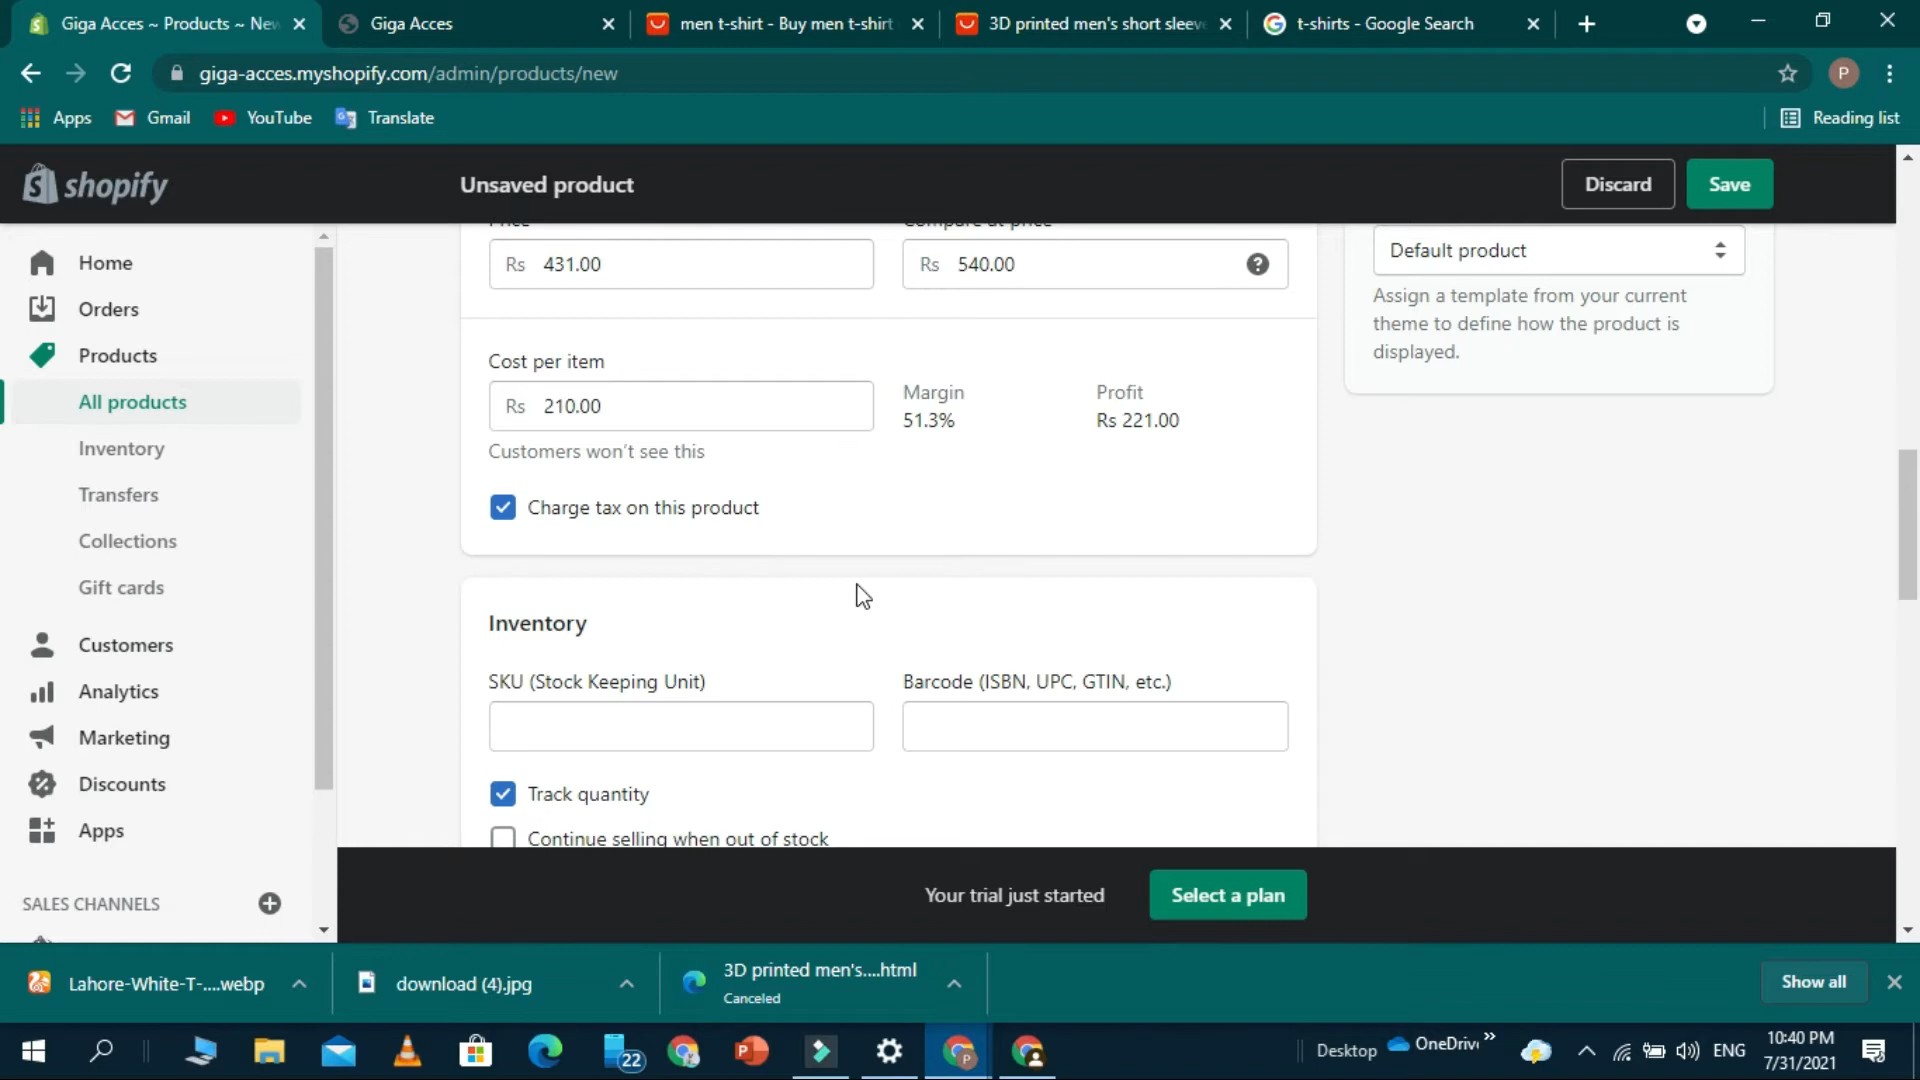 Giga Acces ~ Products ~ New
Giga Acces
men t-shirt - Buy men t-shirt
3D printed men's short sleeve
t-shirts - Google Search
giga-acces.myshopify.com/admin/products/new
P
Apps
Gmail
YouTube
Translate
Reading list
shopify
Unsaved product
Discard
Save
Home
Orders
Products
All products
Inventory
Transfers
Collections
Gift cards
Customers
Analytics
Marketing
Discounts
Apps
SALES CHANNELS
Price
Compare at price
Rs 431.00
Rs 540.00
Cost per item
Rs 210.00
Margin
51.3%
Profit
Rs 221.00
Customers won't see this
Charge tax on this product
Default product
Assign a template from your current
theme to define how the product is
displayed.
Inventory
SKU (Stock Keeping Unit)
Barcode (ISBN, UPC, GTIN, etc.)
Track quantity
Continue selling when out of stock
Your trial just started
Select a plan
Lahore-White-T-....webp
download (4).jpg
3D printed men's....html
Canceled
Show all
22
Desktop
OneDriv
ENG
10:40 PM
7/31/2021